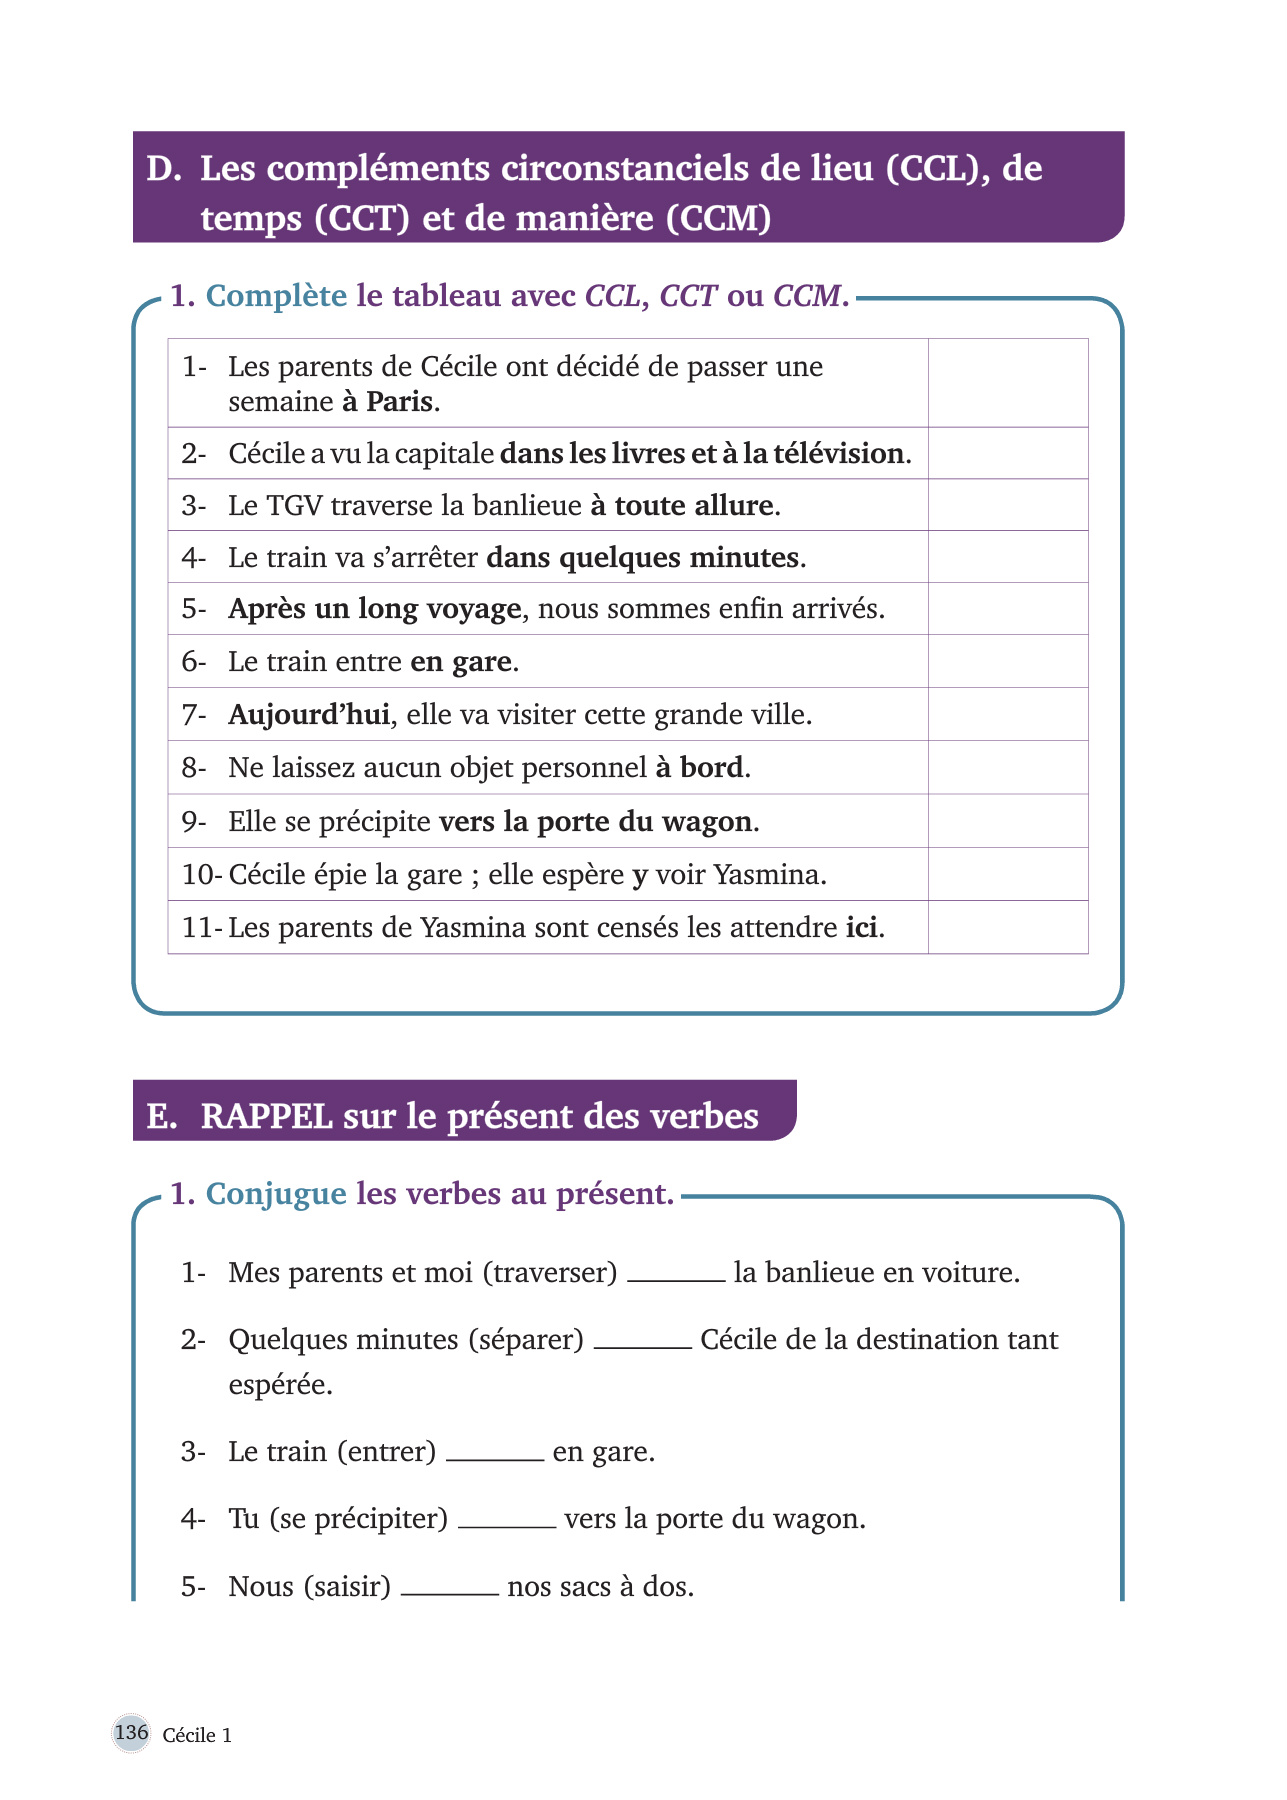 D. Les compléments circonstanciels de lieu (CCL), de
temps (CCT) et de manière (CCM)
1. Complète le tableau avec CCL, CCT ou CCM.
1- Les parents de Cécile ont décidé de passer une
semaine à Paris.
2- Cécile a vu la capitale dans les livres et à la télévision.
3- Le TGV traverse la banlieue à toute allure.
4- Le train va s’arrêter dans quelques minutes.
5- Après un long voyage, nous sommes enfin arrivés.
6- Le train entre en gare.
7- Aujourd’hui, elle va visiter cette grande ville.
8- Ne laissez aucun objet personnel à bord.
9- Elle se précipite vers la porte du wagon.
10- Cécile épie la gare ; elle espère y voir Yasmina.
11- Les parents de Yasmina sont censés les attendre ici.
E. RAPPEL sur le présent des verbes
1. Conjugue les verbes au présent.
1- Mes parents et moi (traverser) _______ la banlieue en voiture.
2- Quelques minutes (séparer) _______ Cécile de la destination tant
espérée.
3- Le train (entrer) _______ en gare.
4- Tu (se précipiter) _______ vers la porte du wagon.
5- Nous (saisir) _______ nos sacs à dos.
136 Cécile 1